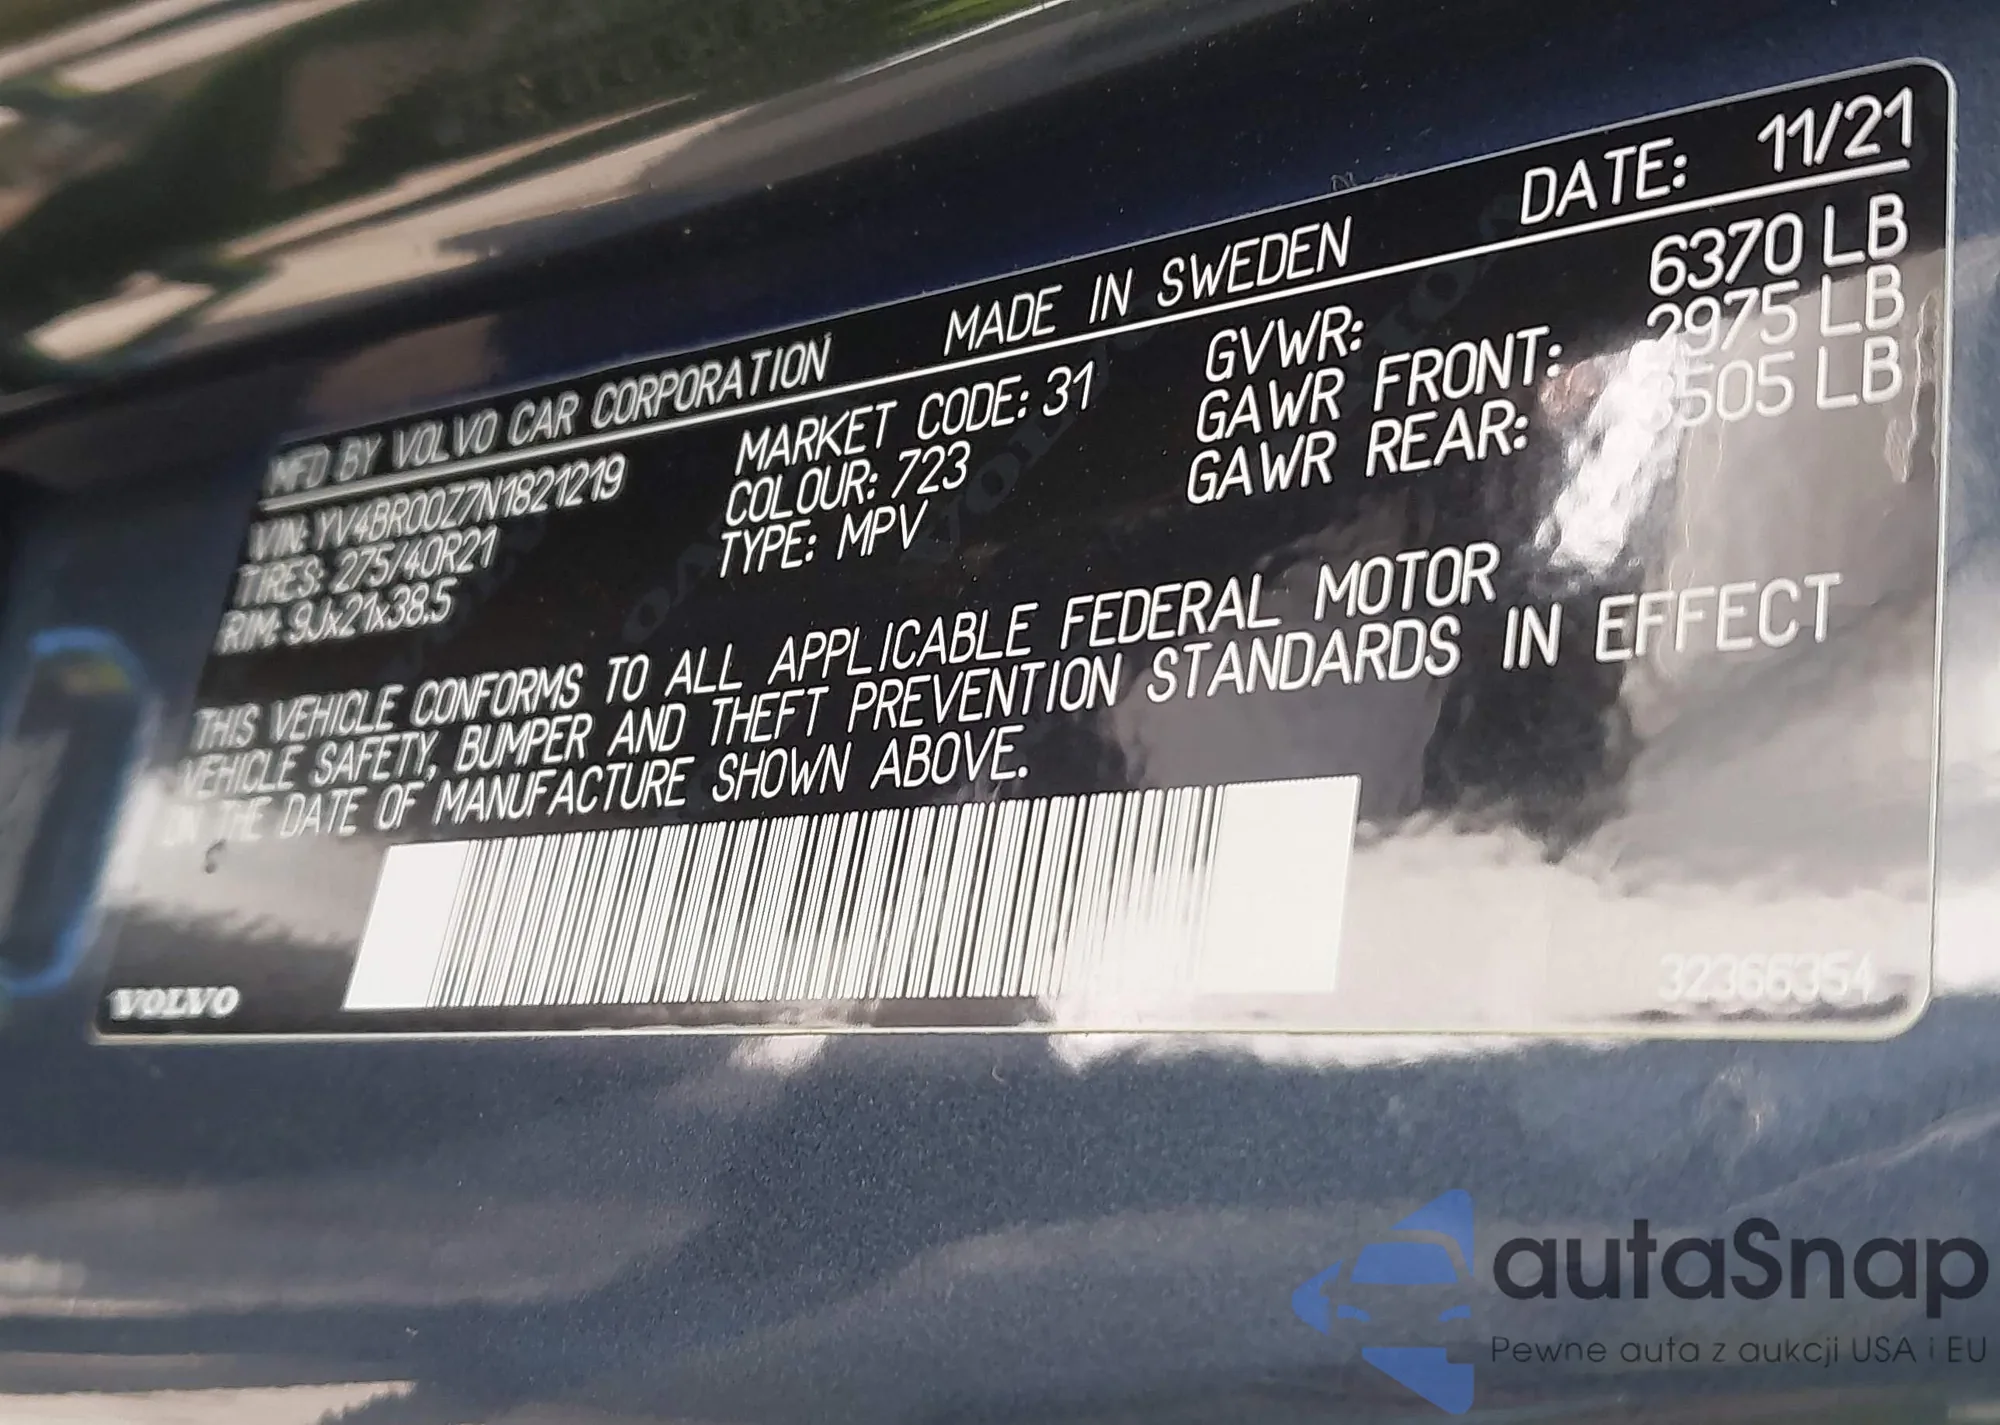 MFD BY VOLVO CAR CORPORATION MADE IN SWEDEN DATE: 11/21
VIN: YV4BR00Z7N1821219 MARKET CODE: 31 GVWR: 6370 LB
TIRES: 275/40R21 COLOUR: 723 GAWR FRONT: 2975 LB
RIM: 9Jx21x38.5 TYPE: MPV GAWR REAR: 3505 LB
THIS VEHICLE CONFORMS TO ALL APPLICABLE FEDERAL MOTOR
VEHICLE SAFETY, BUMPER AND THEFT PREVENTION STANDARDS IN EFFECT
ON THE DATE OF MANUFACTURE SHOWN ABOVE.
VOLVO
32366354
autaSnap
Pewne auta z aukcji USA i EU